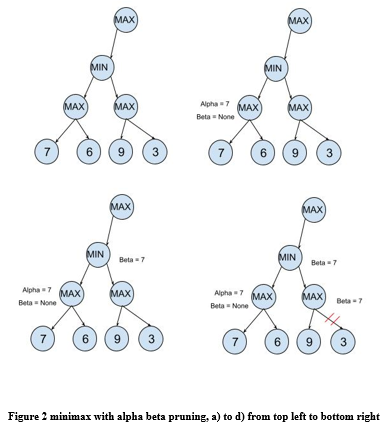 MAX
MAX
MIN
MIN
MAX
MAX
Alpha = 7
Beta = None
MAX
MAX
7
6
9
3
7
6
9
3
MAX
MAX
MIN
Beta = 7
MIN
Beta = 7
Alpha = 7
Beta = None
MAX
MAX
Alpha = 7
Beta = None
MAX
MAX
Beta = 7
7
6
9
3
7
6
9
3
Figure 2 minimax with alpha beta pruning, a) to d) from top left to bottom right